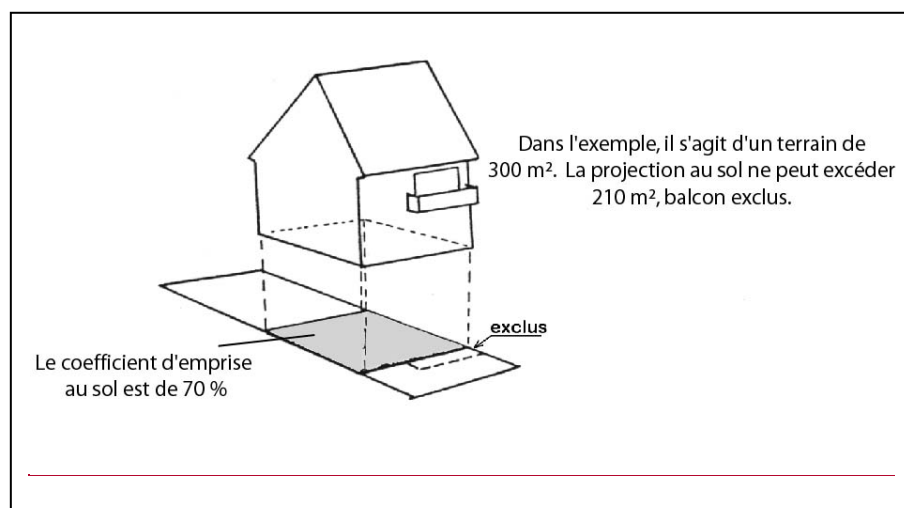 Dans l'exemple, il s'agit d'un terrain de
300 m². La projection au sol ne peut excéder
210 m², balcon exclus.
exclus
Le coefficient d'emprise
au sol est de 70 %